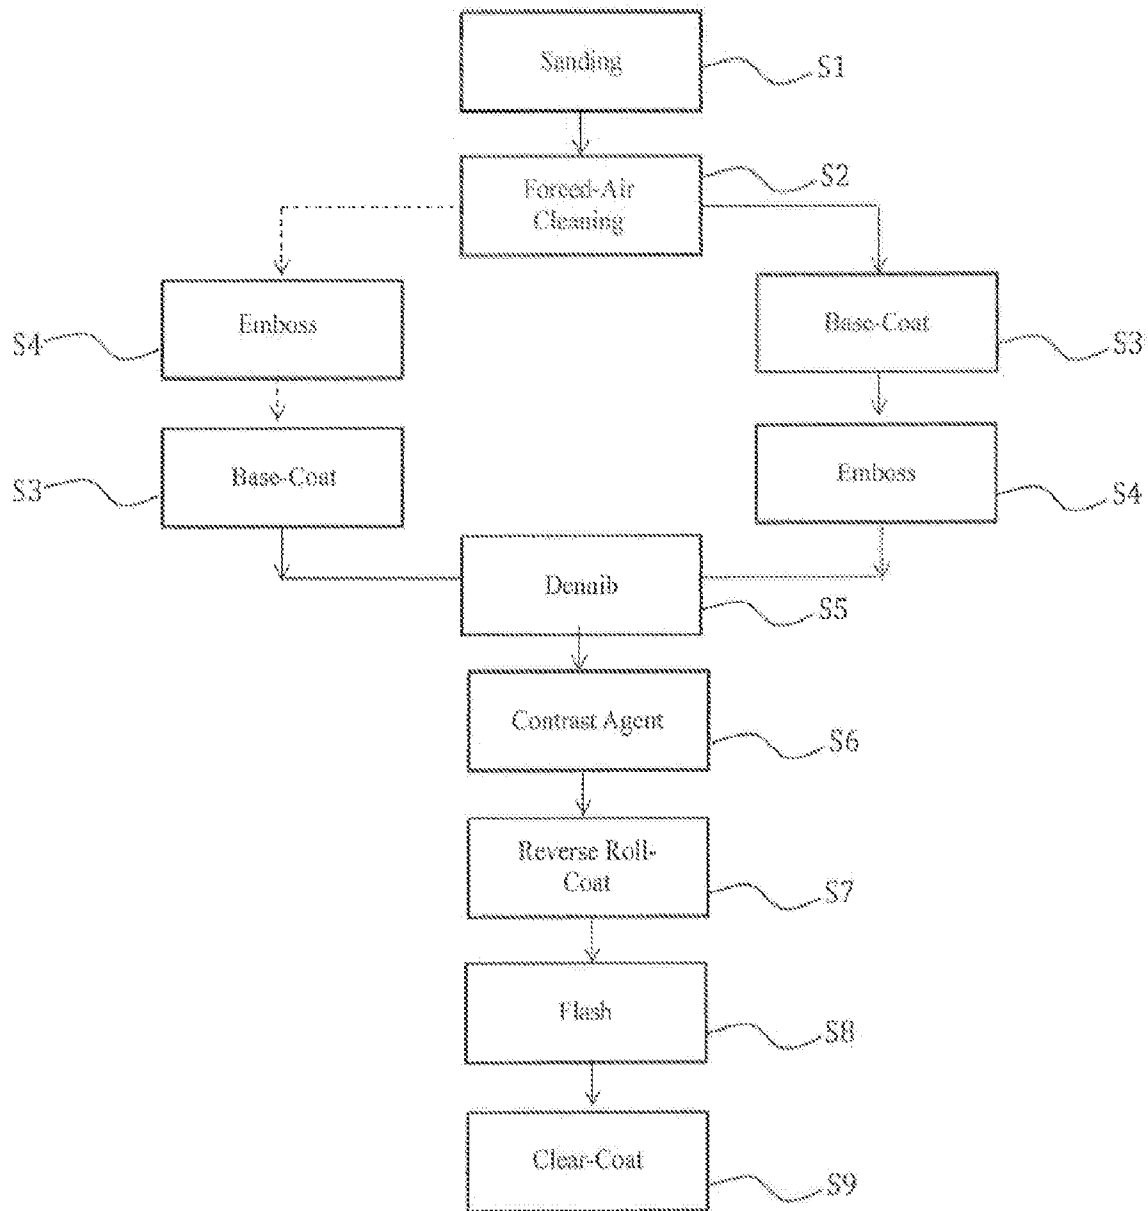 Sanding
S1
Forced-Air
Cleaning
S2
Emboss
S4
Base-Coat
S3
Base-Coat
S3
Emboss
S4
Dennib
S5
Contrast Agent
S6
Reverse Roll-
Coat
S7
Flash
S8
Clear-Coat
S9